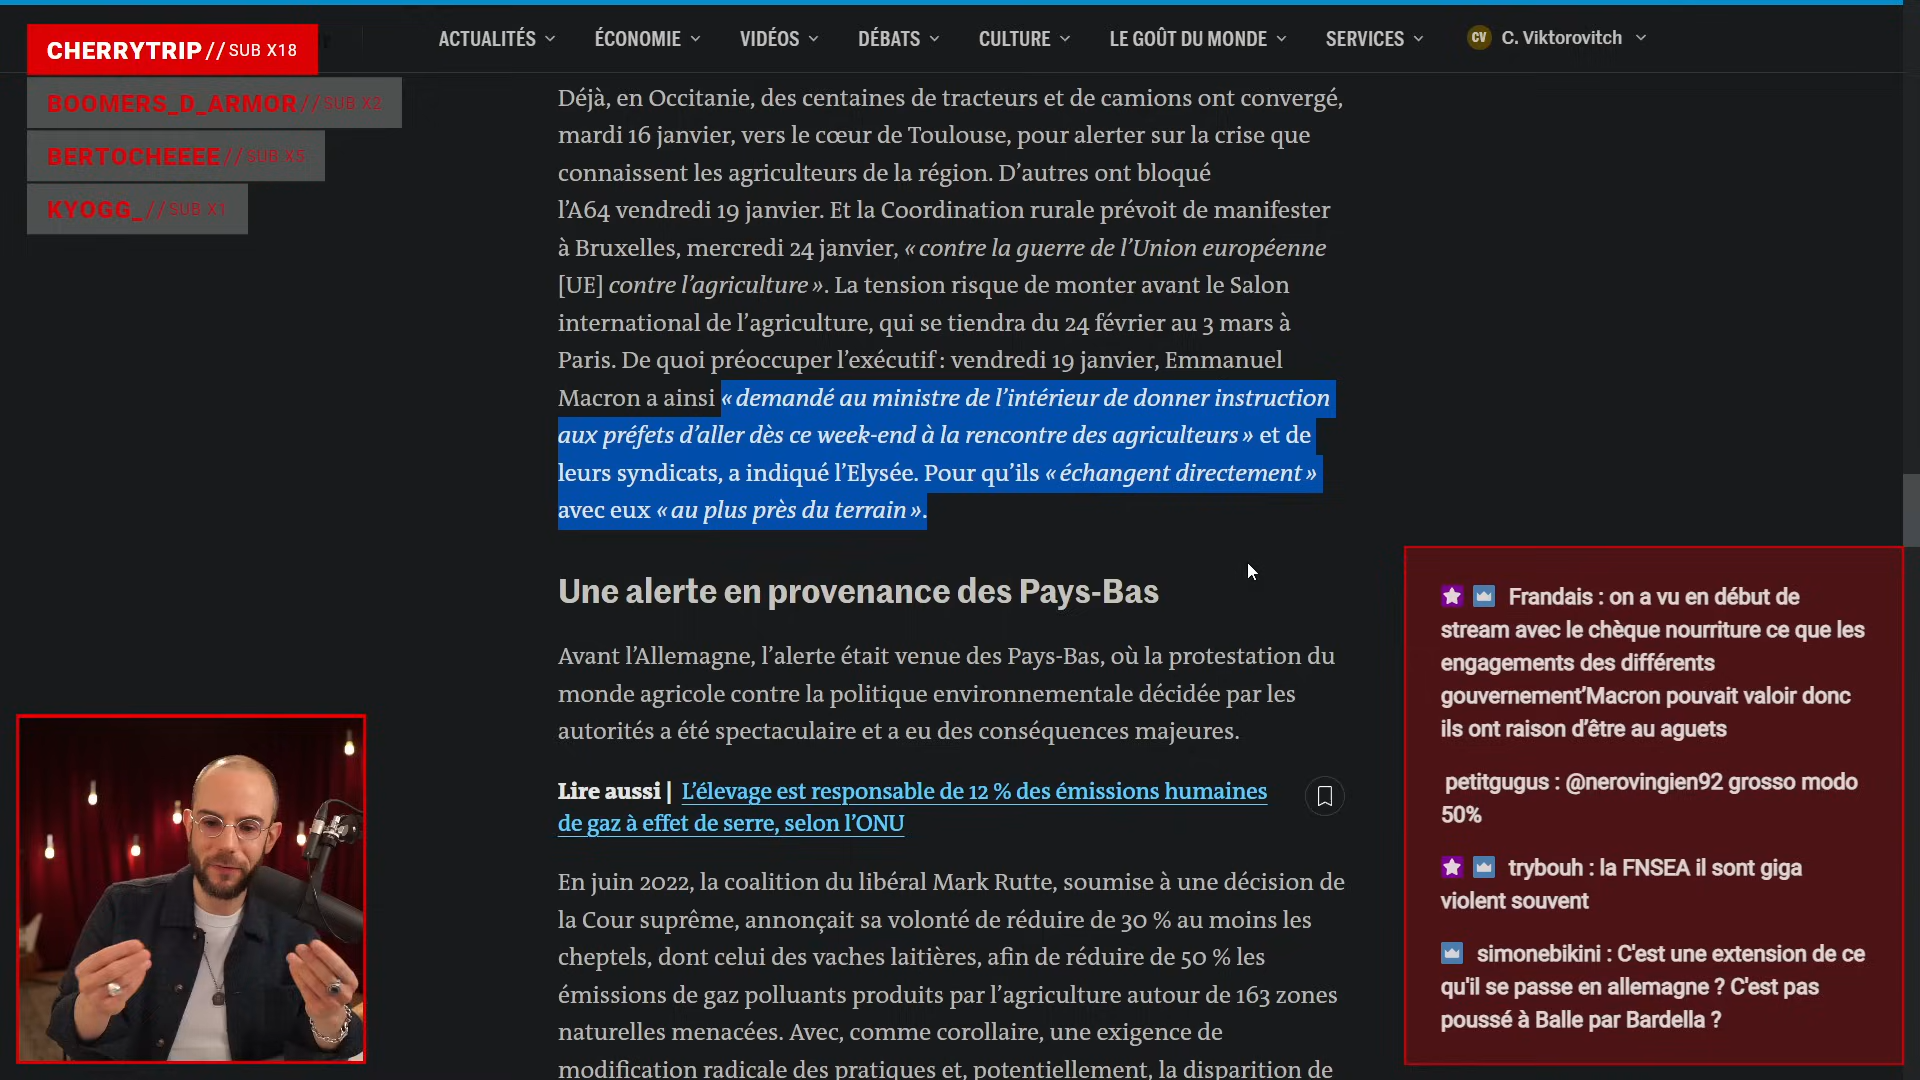 CHERRYTRIP // SUB X18
BOOMERS_D_ARMOR // SUB X2
BERTOCHEEEE // SUB X5
KYOGG_ // SUB X1
ACTUALITÉS ÉCONOMIE VIDÉOS DÉBATS CULTURE LE GOÛT DU MONDE SERVICES CV C. Viktorovitch
Déjà, en Occitanie, des centaines de tracteurs et de camions ont convergé,
mardi 16 janvier, vers le cœur de Toulouse, pour alerter sur la crise que
connaissent les agriculteurs de la région. D’autres ont bloqué
l’A64 vendredi 19 janvier. Et la Coordination rurale prévoit de manifester
à Bruxelles, mercredi 24 janvier, « contre la guerre de l’Union européenne
[UE] contre l’agriculture ». La tension risque de monter avant le Salon
international de l’agriculture, qui se tiendra du 24 février au 3 mars à
Paris. De quoi préoccuper l’exécutif : vendredi 19 janvier, Emmanuel
Macron a ainsi « demandé au ministre de l’intérieur de donner instruction
aux préfets d’aller dès ce week-end à la rencontre des agriculteurs » et de
leurs syndicats, a indiqué l’Elysée. Pour qu’ils « échangent directement »
avec eux « au plus près du terrain ».
Une alerte en provenance des Pays-Bas
Avant l’Allemagne, l’alerte était venue des Pays-Bas, où la protestation du
monde agricole contre la politique environnementale décidée par les
autorités a été spectaculaire et a eu des conséquences majeures.
Lire aussi | L’élevage est responsable de 12 % des émissions humaines
de gaz à effet de serre, selon l’ONU
En juin 2022, la coalition du libéral Mark Rutte, soumise à une décision de
la Cour suprême, annonçait sa volonté de réduire de 30 % au moins les
cheptels, dont celui des vaches laitières, afin de réduire de 50 % les
émissions de gaz polluants produits par l’agriculture autour de 163 zones
naturelles menacées. Avec, comme corollaire, une exigence de
modification radicale des pratiques et, potentiellement, la disparition de
Frandais : on a vu en début de
stream avec le chèque nourriture ce que les
engagements des différents
gouvernement’Macron pouvait valoir donc
ils ont raison d’être au aguets
petitgugus : @nerovingien92 grosso modo
50%
trybouh : la FNSEA il sont giga
violent souvent
simonebikini : C'est une extension de ce
qu'il se passe en allemagne ? C'est pas
poussé à Balle par Bardella ?